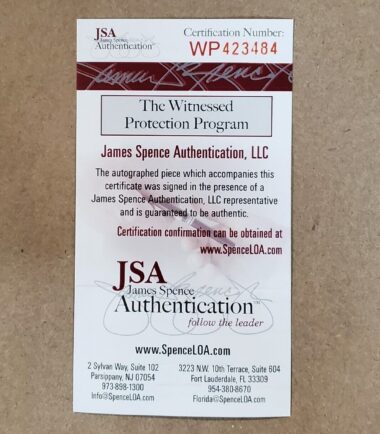 JSA
James Spence
Authentication
Certification Number:
WP423484
James Spence
The Witnessed
Protection Program
James Spence Authentication, LLC
The autographed piece which accompanies this
certificate was signed in the presence of a
James Spence Authentication, LLC representative
and is guaranteed to be authentic.
Certification confirmation can be obtained at
www.SpenceLOA.com
JSA
James Spence
Authentication™
follow the leader
www.SpenceLOA.com
2 Sylvan Way, Suite 102
Parsippany, NJ 07054
973-898-1300
Info@SpenceLOA.com
3223 N.W. 10th Terrace, Suite 604
Fort Lauderdale, FL 33309
954-380-8670
Florida@SpenceLOA.com